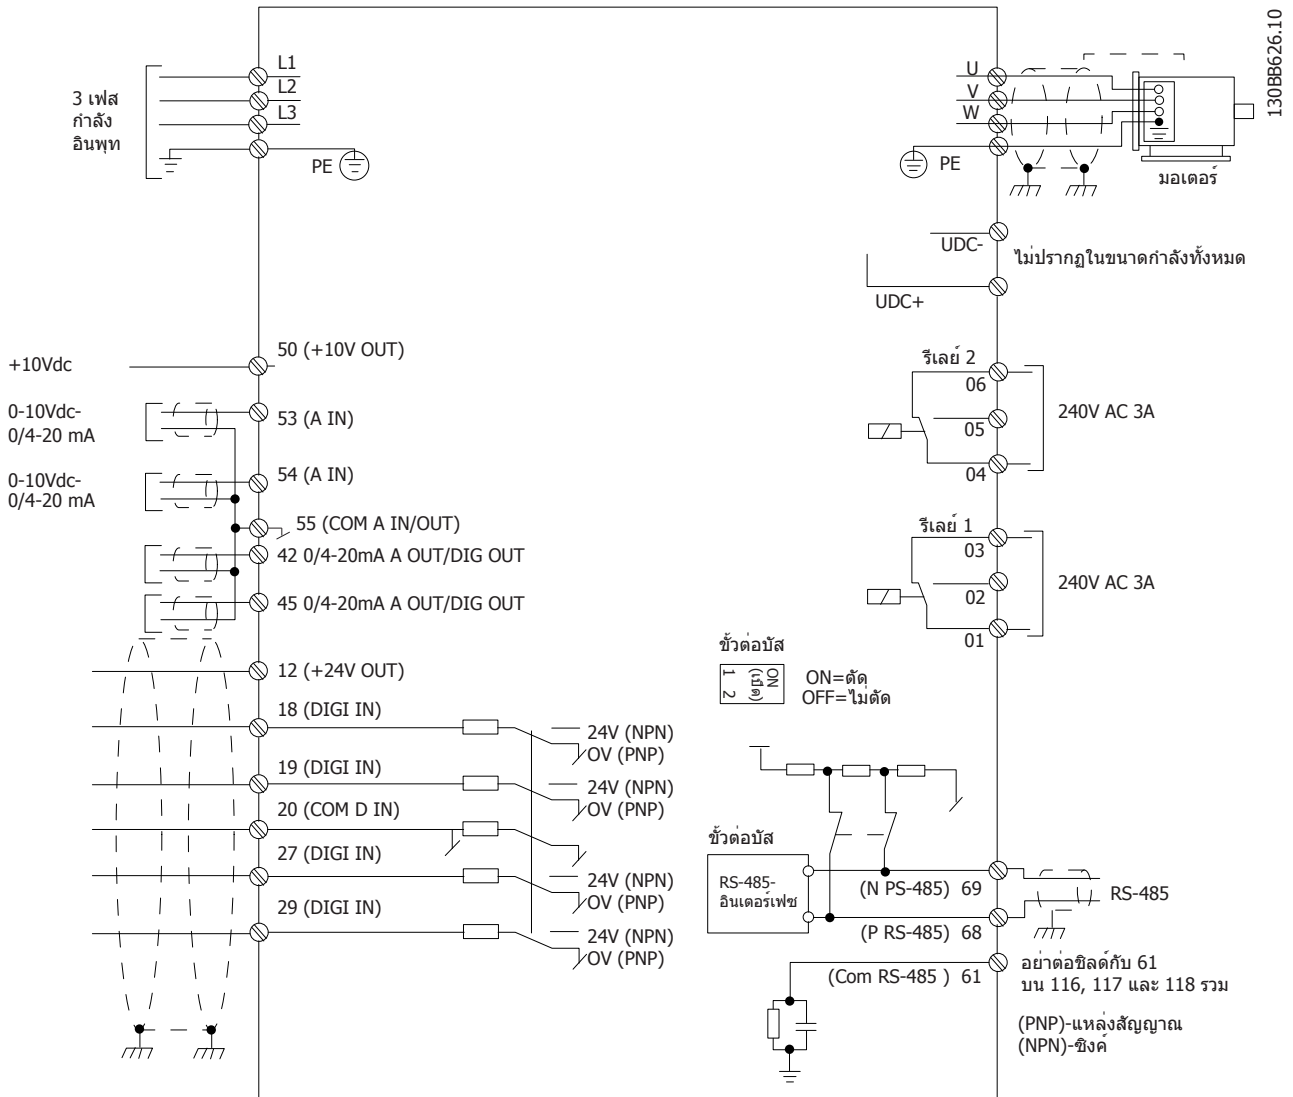 130BB626.10
3 เฟส
กำลัง
อินพุท
L1
L2
L3
PE
U
V
W
PE
มอเตอร์
UDC-
ไม่ปรากฏในขนาดกำลังทั้งหมด
UDC+
+10Vdc
50 (+10V OUT)
0-10Vdc-
0/4-20 mA
53 (A IN)
0-10Vdc-
0/4-20 mA
54 (A IN)
55 (COM A IN/OUT)
42 0/4-20mA A OUT/DIG OUT
45 0/4-20mA A OUT/DIG OUT
12 (+24V OUT)
18 (DIGI IN)
24V (NPN)
OV (PNP)
19 (DIGI IN)
24V (NPN)
OV (PNP)
20 (COM D IN)
27 (DIGI IN)
24V (NPN)
OV (PNP)
29 (DIGI IN)
24V (NPN)
OV (PNP)
รีเลย์ 2
06
05
04
240V AC 3A
รีเลย์ 1
03
02
01
240V AC 3A
ขั้วต่อบัส
ON
(เปิด)
1 2
ON=ตัด
OFF=ไม่ตัด
ขั้วต่อบัส
RS-485-
อินเตอร์เฟซ
(N PS-485) 69
RS-485
(P RS-485) 68
(Com RS-485 ) 61
อย่าต่อชิลด์กับ 61
บน 116, 117 และ 118 รวม
(PNP)-แหล่งสัญญาณ
(NPN)-ซิงค์